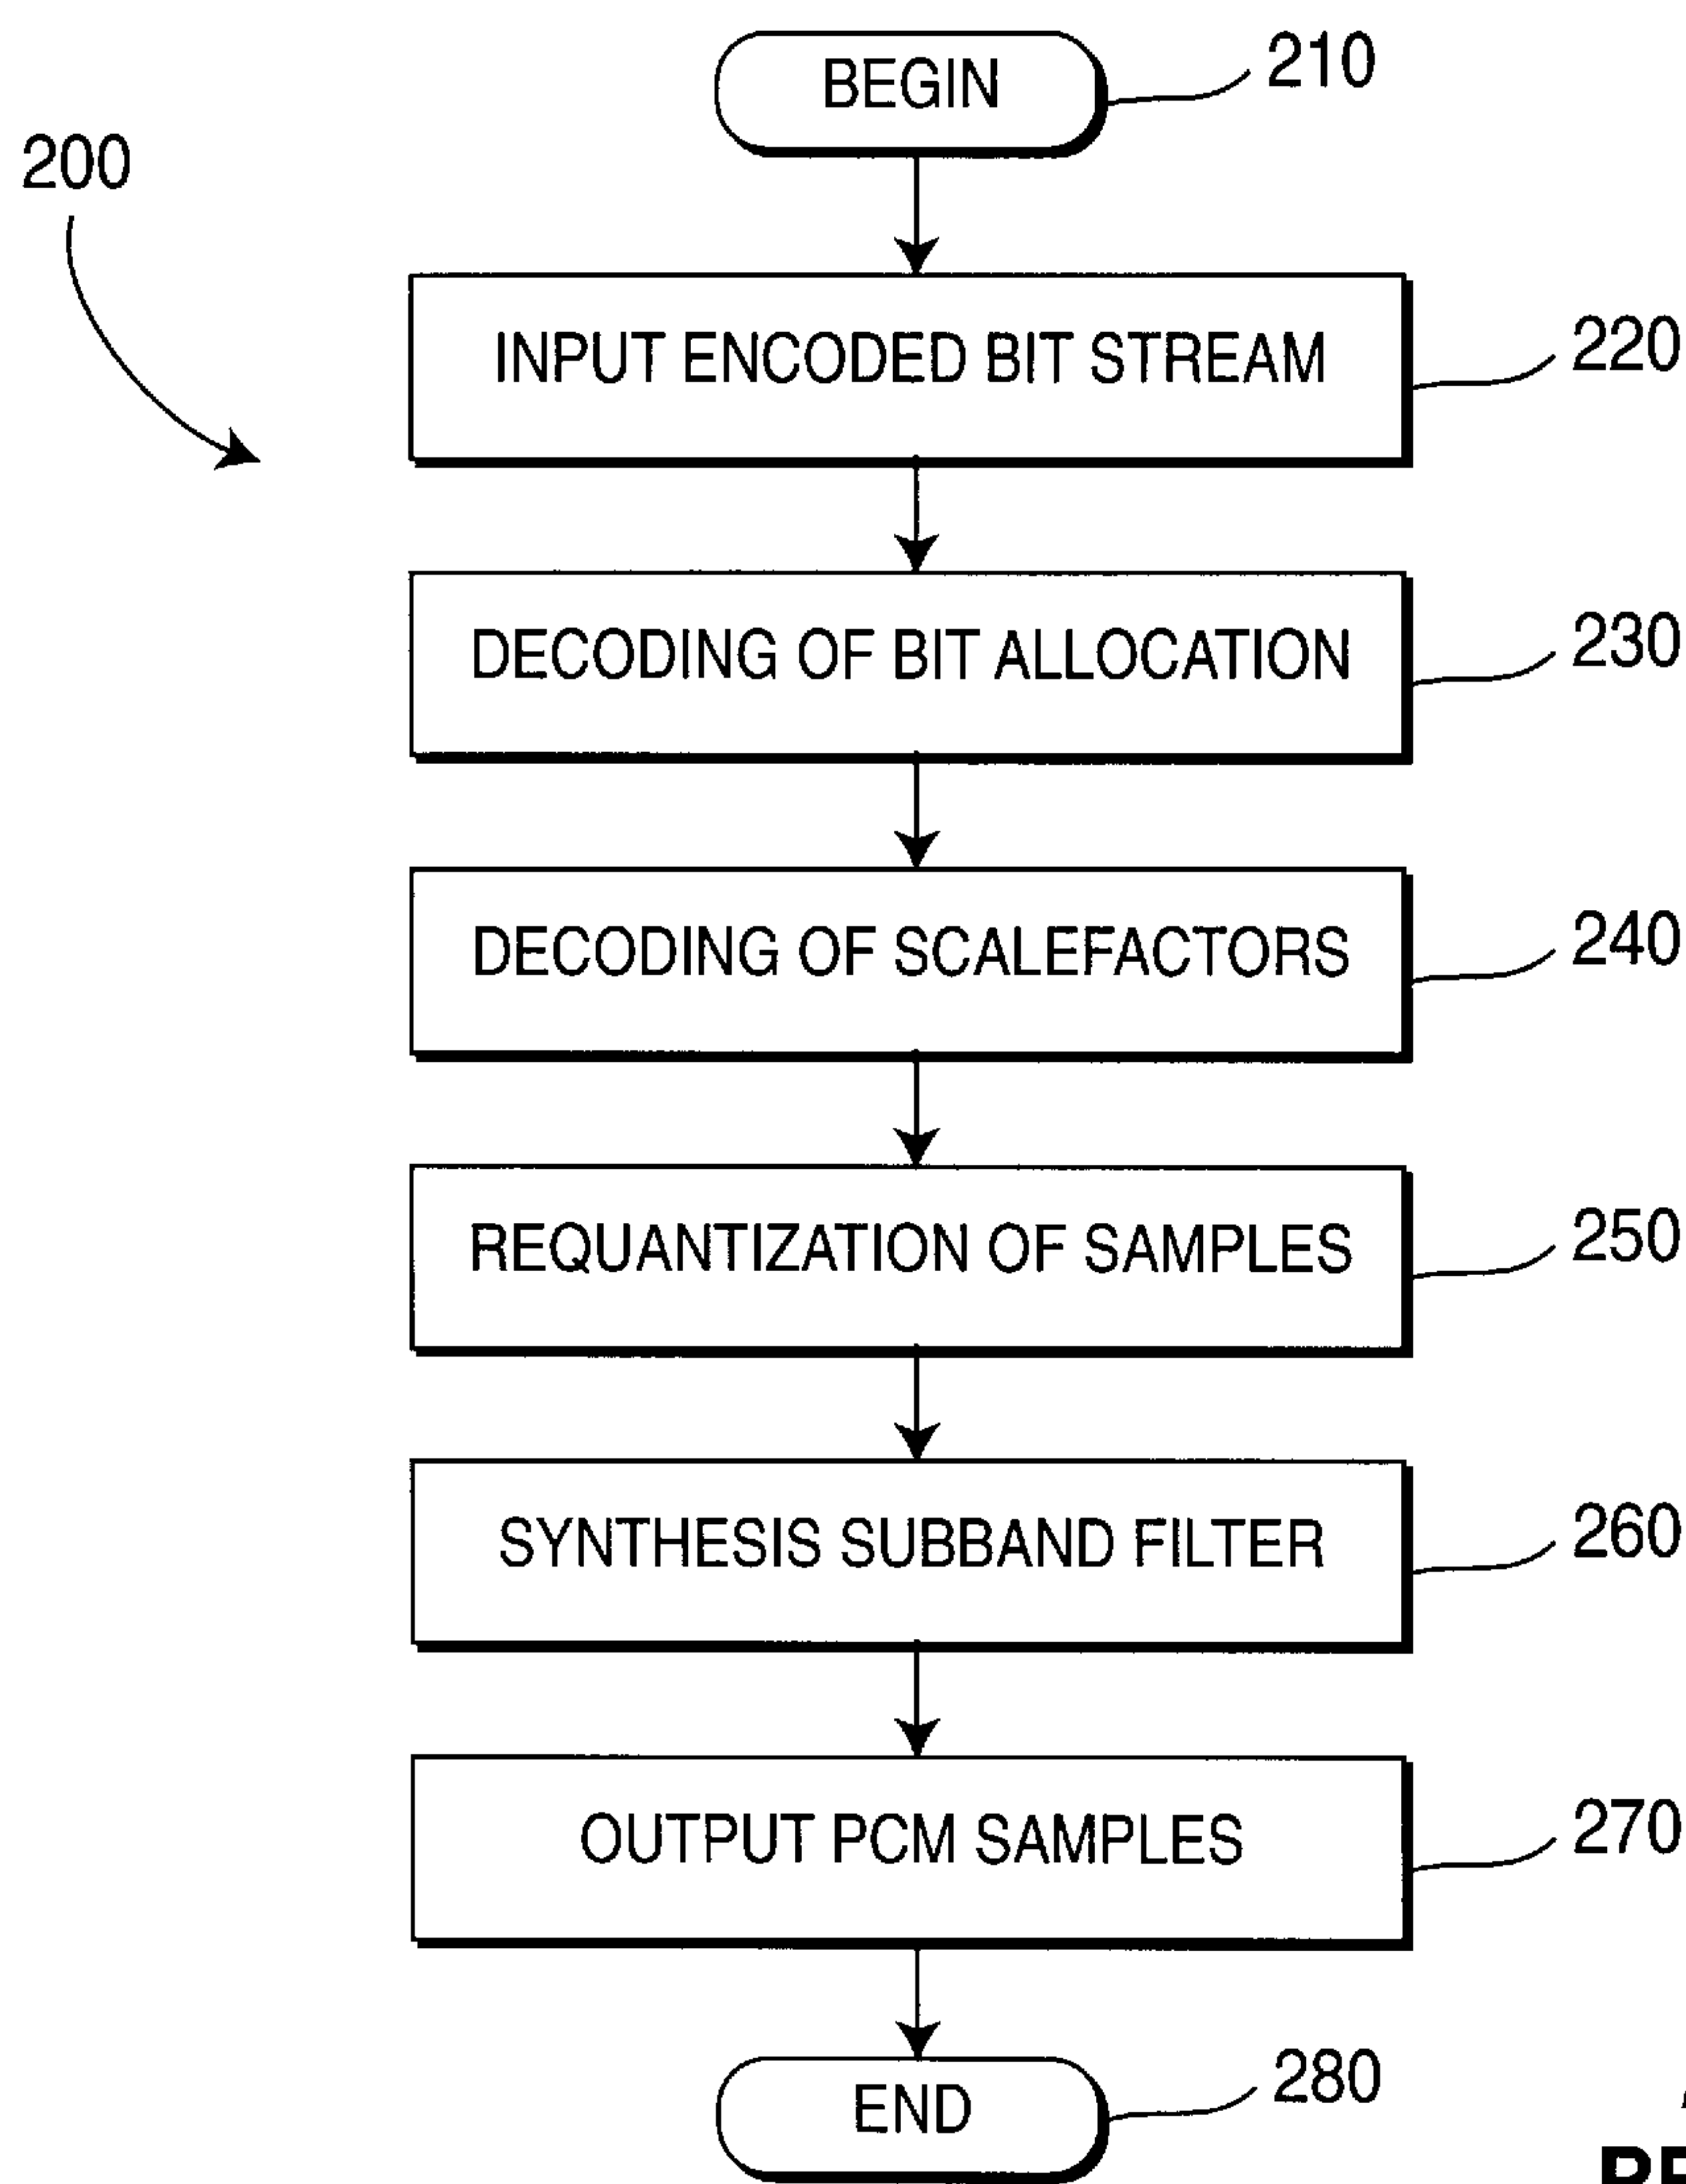 BEGIN
210
200
INPUT ENCODED BIT STREAM
220
DECODING OF BIT ALLOCATION
230
DECODING OF SCALEFACTORS
240
REQUANTIZATION OF SAMPLES
250
SYNTHESIS SUBBAND FILTER
260
OUTPUT PCM SAMPLES
270
END
280